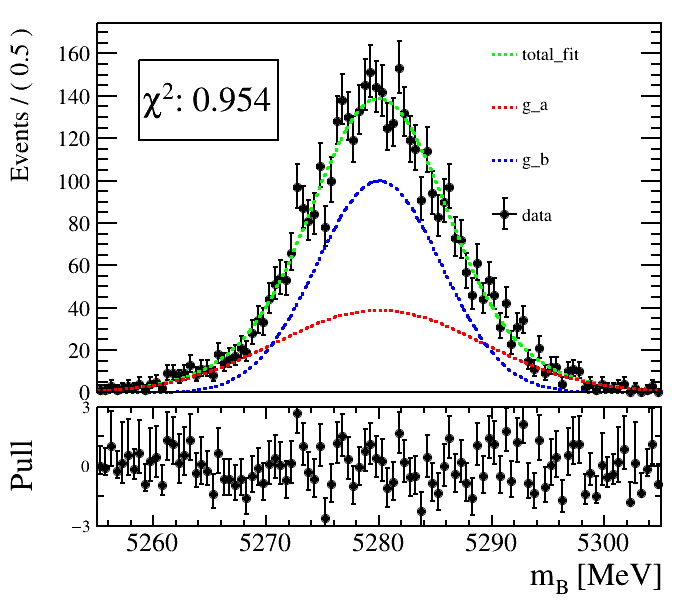 Events / ( 0.5 )
160
140
120
100
80
60
40
20
0
χ²: 0.954
total_fit
g_a
g_b
data
Pull
3
0
−3
5260 5270 5280 5290 5300
m_B [MeV]